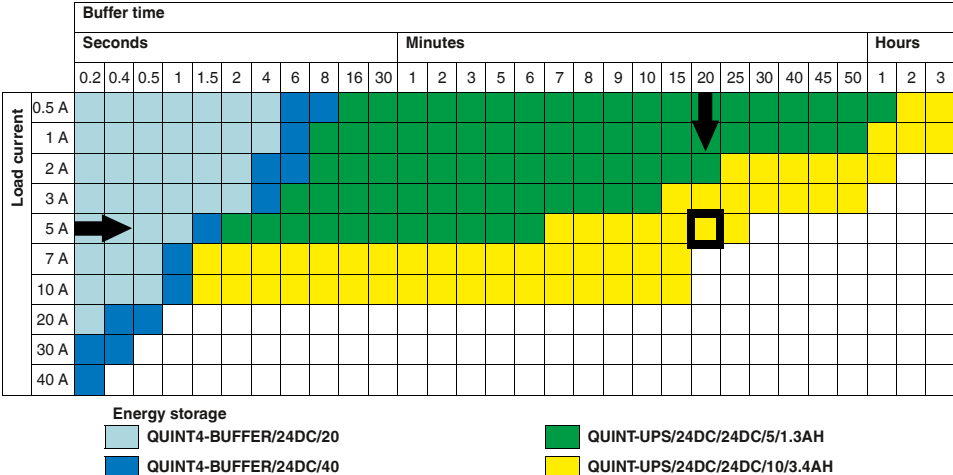 Buffer time
Seconds Minutes Hours
0.2 0.4 0.5 1 1.5 2 4 6 8 16 30 1 2 3 5 6 7 8 9 10 15 20 25 30 40 45 50 1 2 3
Load current
0.5 A
1 A
2 A
3 A
5 A
7 A
10 A
20 A
30 A
40 A
Energy storage
QUINT4-BUFFER/24DC/20 QUINT-UPS/24DC/24DC/5/1.3AH
QUINT4-BUFFER/24DC/40 QUINT-UPS/24DC/24DC/10/3.4AH